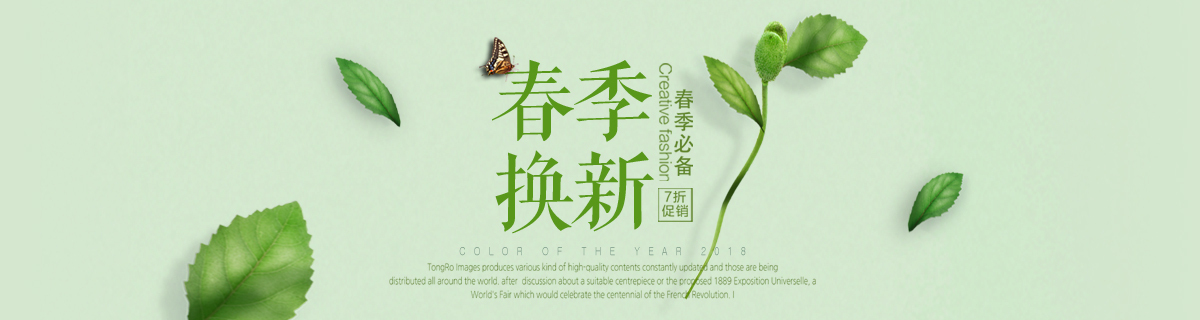 春季
换新
春季必备
Creative fashion
7折
促销
COLOR OF THE YEAR 2018
TongRo Images produces various kind of high-quality contents constantly updated and those are being
distributed all around the world. after discussion about a suitable centrepiece or the proposed 1889 Exposition Universelle, a
World's Fair which would celebrate the centennial of the French Revolution. I